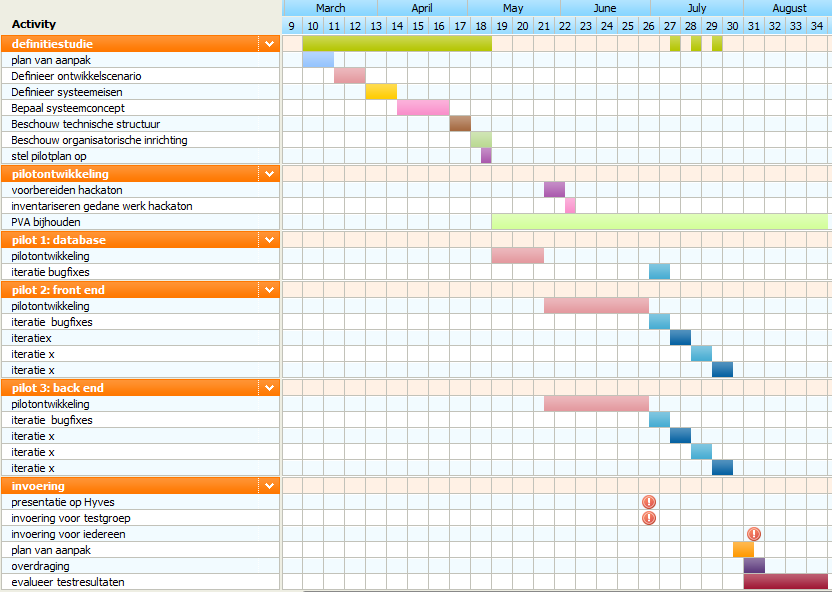 March April May June July August
Activity
9 10 11 12 13 14 15 16 17 18 19 20 21 22 23 24 25 26 27 28 29 30 31 32 33 34
definitiestudie
plan van aanpak
Definieer ontwikkelscenario
Definieer systeemeisen
Bepaal systeemconcept
Beschouw technische structuur
Beschouw organisatorische inrichting
stel pilotplan op
pilotontwikkeling
voorbereiden hackaton
inventariseren gedane werk hackaton
PVA bijhouden
pilot 1: database
pilotontwikkeling
iteratie bugfixes
pilot 2: front end
pilotontwikkeling
iteratie bugfixes
iteratiex
iteratie x
iteratie x
pilot 3: back end
pilotontwikkeling
iteratie bugfixes
iteratie x
iteratie x
iteratie x
invoering
presentatie op Hyves
invoering voor testgroep
invoering voor iedereen
plan van aanpak
overdraging
evalueer testresultaten